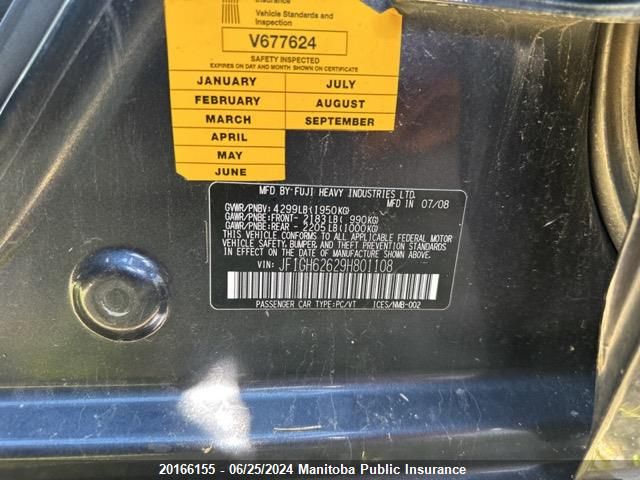 Insurance
Vehicle Standards and
Inspection
V677624
SAFETY INSPECTED
EXPIRES ON DAY AND MONTH SHOWN ON CERTIFICATE
JANUARY JULY
FEBRUARY AUGUST
MARCH SEPTEMBER
APRIL
MAY
JUNE
MFD BY:FUJI HEAVY INDUSTRIES LTD.
MFD IN 07/08
GVWR/PNBV:4299LB(1950KG)
GAWR/PNBE:FRONT- 2183LB( 990KG)
GAWR/PNBE:REAR - 2205LB(1000KG)
THIS VEHICLE CONFORMS TO ALL APPLICABLE FEDERAL MOTOR
VEHICLE SAFETY, BUMPER, AND THEFT PREVENTION STANDARDS
IN EFFECT ON THE DATE OF MANUFACTURE SHOWN ABOVE.
VIN: JF1GH62629H801108
PASSENGER CAR TYPE:PC/VT ICES/NMB-002
20166155 - 06/25/2024 Manitoba Public Insurance